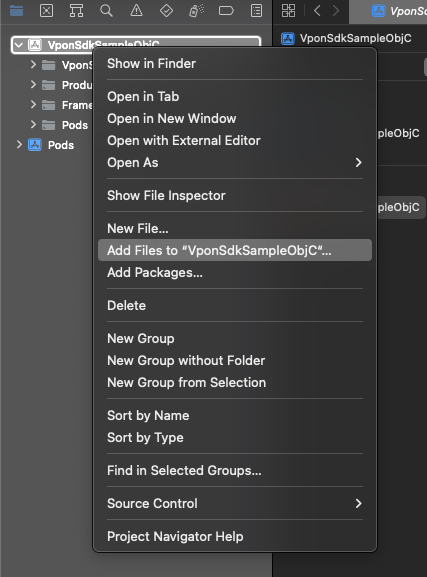 VponSdkSampleObjC
VponS
Produ
Frame
Pods
Pods
Show in Finder
Open in Tab
Open in New Window
Open with External Editor
Open As
Show File Inspector
New File...
Add Files to “VponSdkSampleObjC”...
Add Packages...
Delete
New Group
New Group without Folder
New Group from Selection
Sort by Name
Sort by Type
Find in Selected Groups...
Source Control
Project Navigator Help
VponSd
VponSdkSampleObjC
pleObjC
pleObjC